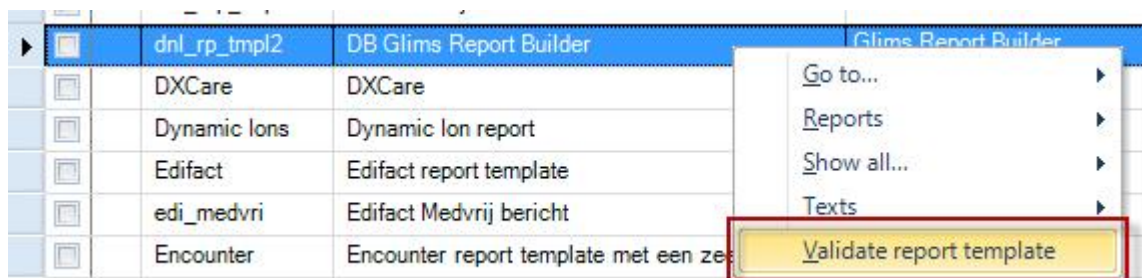 dnl_rp_tmpl2 DB Glims Report Builder Glims Report Builder
DXCare DXCare
Dynamic Ions Dynamic Ion report
Edifact Edifact report template
edi_medvri Edifact Medvrij bericht
Encounter Encounter report template met een zee
Go to...
Reports
Show all...
Texts
Validate report template